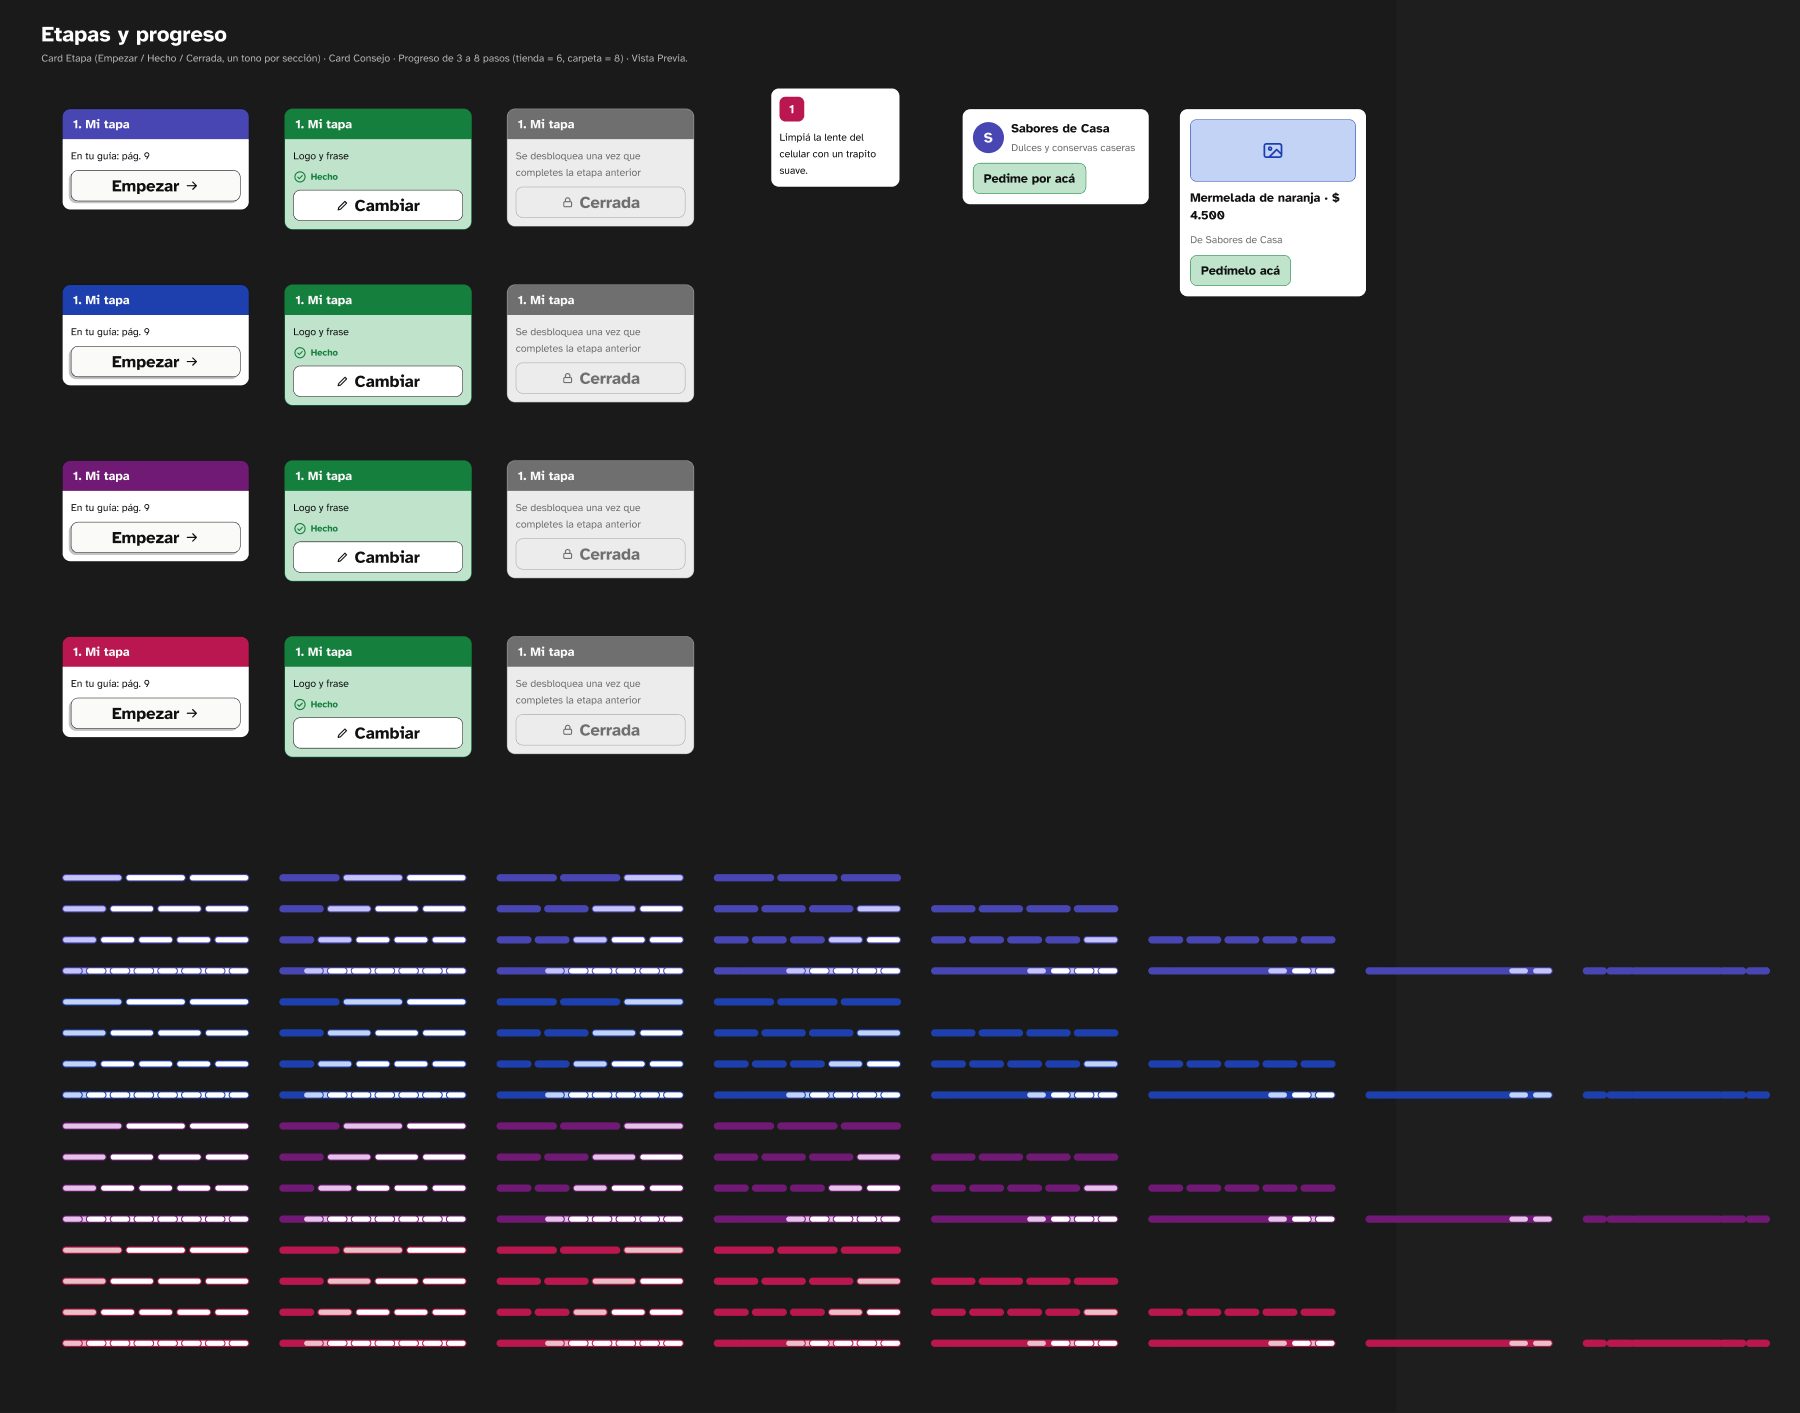 Etapas y progreso
Card Etapa (Empezar / Hecho / Cerrada, un tono por sección) · Card Consejo · Progreso de 3 a 8 pasos (tienda = 6, carpeta = 8) · Vista Previa.
1. Mi tapa
En tu guía: pág. 9
Empezar →
1. Mi tapa
Logo y frase
Hecho
Cambiar
1. Mi tapa
Se desbloquea una vez que
completes la etapa anterior
Cerrada
1
Limpiá la lente del
celular con un trapito
suave.
S
Sabores de Casa
Dulces y conservas caseras
Pedime por acá
Mermelada de naranja · $
4.500
De Sabores de Casa
Pedímelo acá
1. Mi tapa
En tu guía: pág. 9
Empezar →
1. Mi tapa
Logo y frase
Hecho
Cambiar
1. Mi tapa
Se desbloquea una vez que
completes la etapa anterior
Cerrada
1. Mi tapa
En tu guía: pág. 9
Empezar →
1. Mi tapa
Logo y frase
Hecho
Cambiar
1. Mi tapa
Se desbloquea una vez que
completes la etapa anterior
Cerrada
1. Mi tapa
En tu guía: pág. 9
Empezar →
1. Mi tapa
Logo y frase
Hecho
Cambiar
1. Mi tapa
Se desbloquea una vez que
completes la etapa anterior
Cerrada